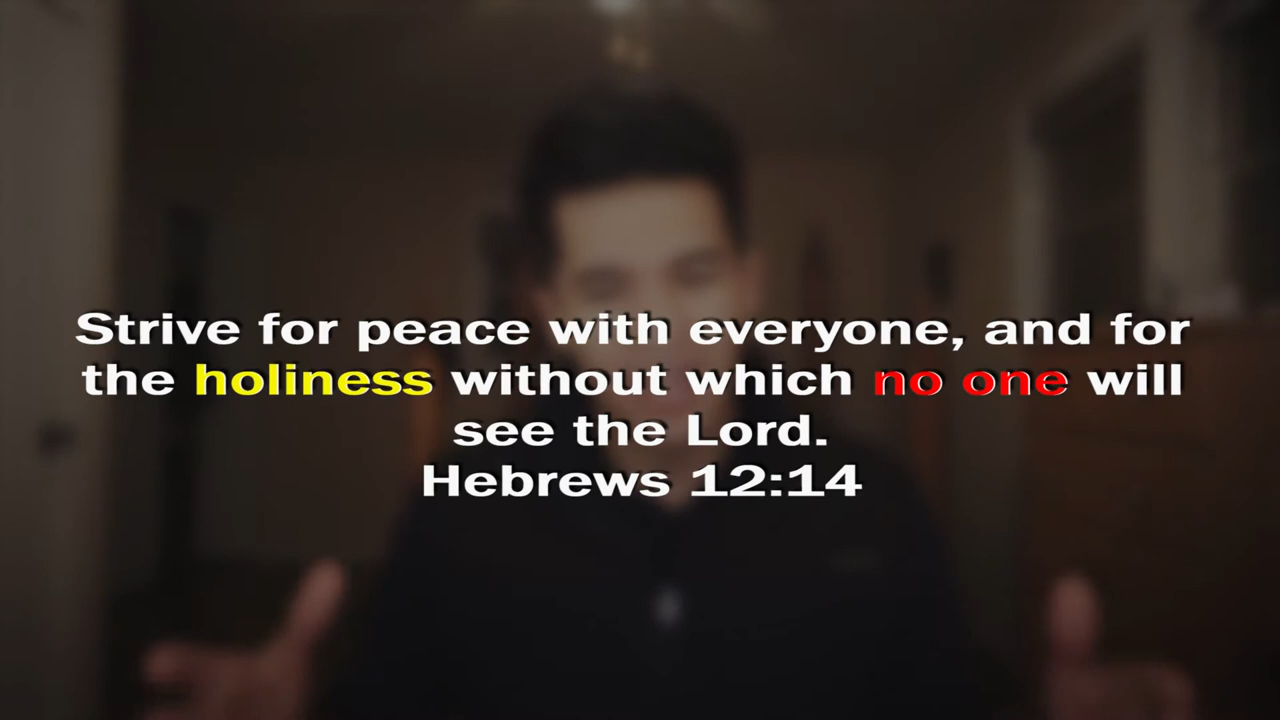 Strive for peace with everyone, and for
the holiness without which no one will
see the Lord.
Hebrews 12:14